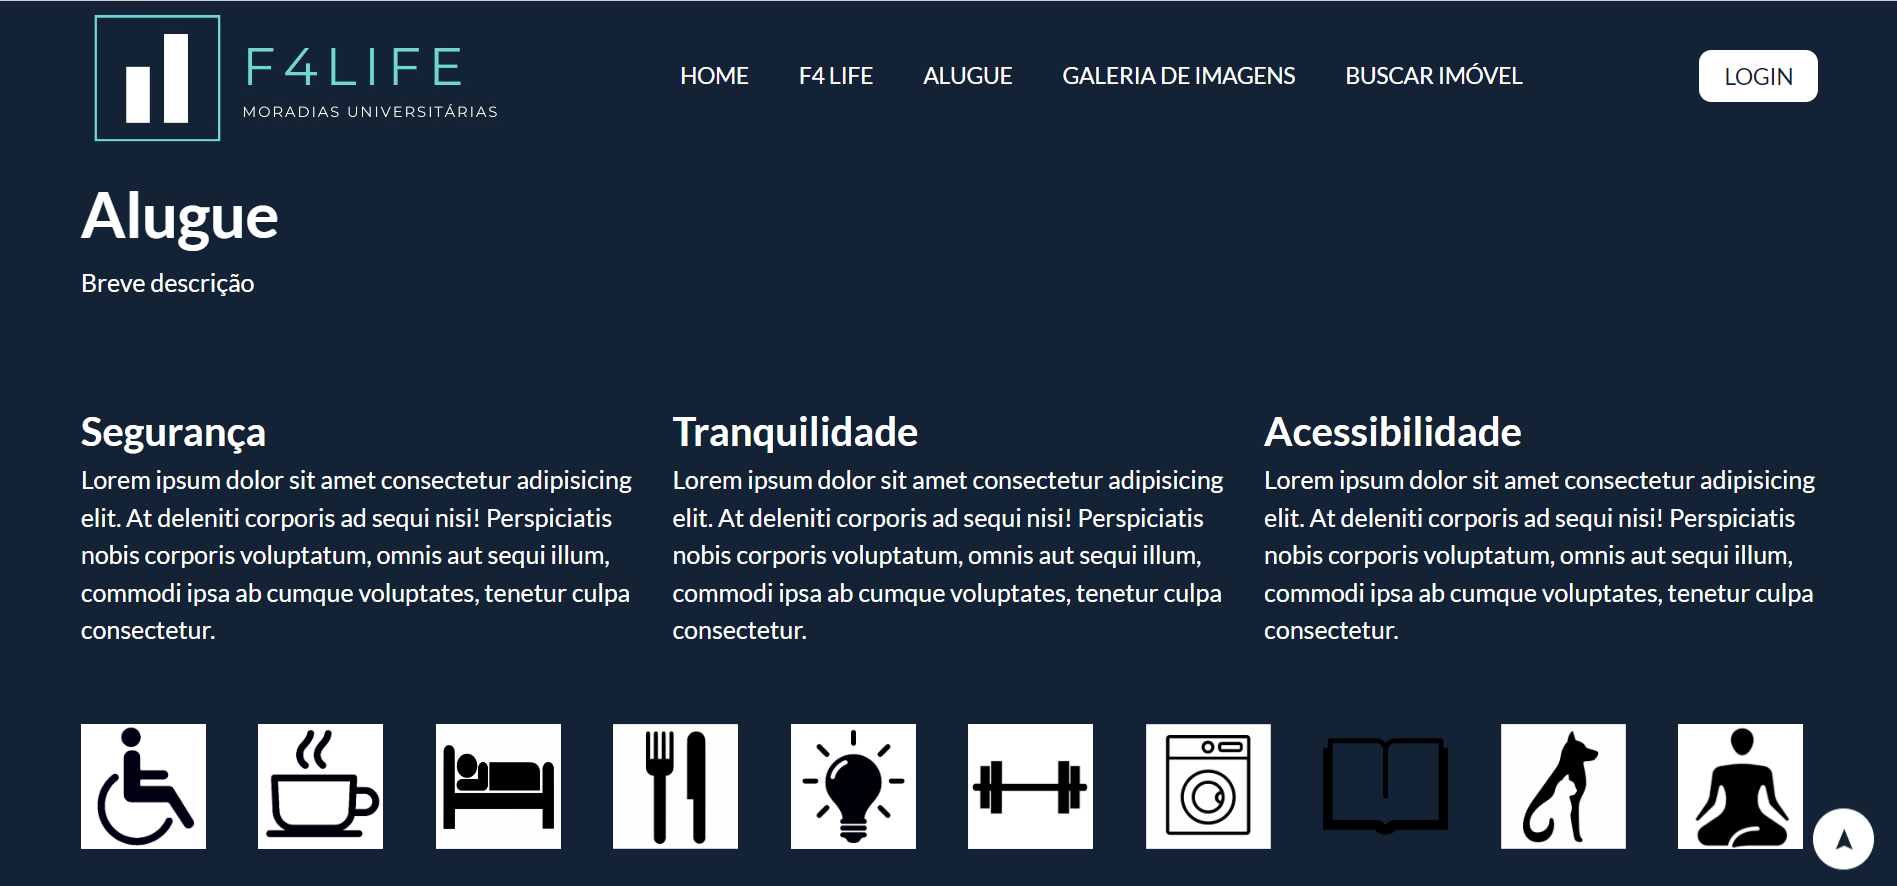 F4LIFE
MORADIAS UNIVERSITÁRIAS
HOME
F4 LIFE
ALUGUE
GALERIA DE IMAGENS
BUSCAR IMÓVEL
LOGIN
Alugue
Breve descrição
Segurança
Lorem ipsum dolor sit amet consectetur adipisicing
elit. At deleniti corporis ad sequi nisi! Perspiciatis
nobis corporis voluptatum, omnis aut sequi illum,
commodi ipsa ab cumque voluptates, tenetur culpa
consectetur.
Tranquilidade
Lorem ipsum dolor sit amet consectetur adipisicing
elit. At deleniti corporis ad sequi nisi! Perspiciatis
nobis corporis voluptatum, omnis aut sequi illum,
commodi ipsa ab cumque voluptates, tenetur culpa
consectetur.
Acessibilidade
Lorem ipsum dolor sit amet consectetur adipisicing
elit. At deleniti corporis ad sequi nisi! Perspiciatis
nobis corporis voluptatum, omnis aut sequi illum,
commodi ipsa ab cumque voluptates, tenetur culpa
consectetur.